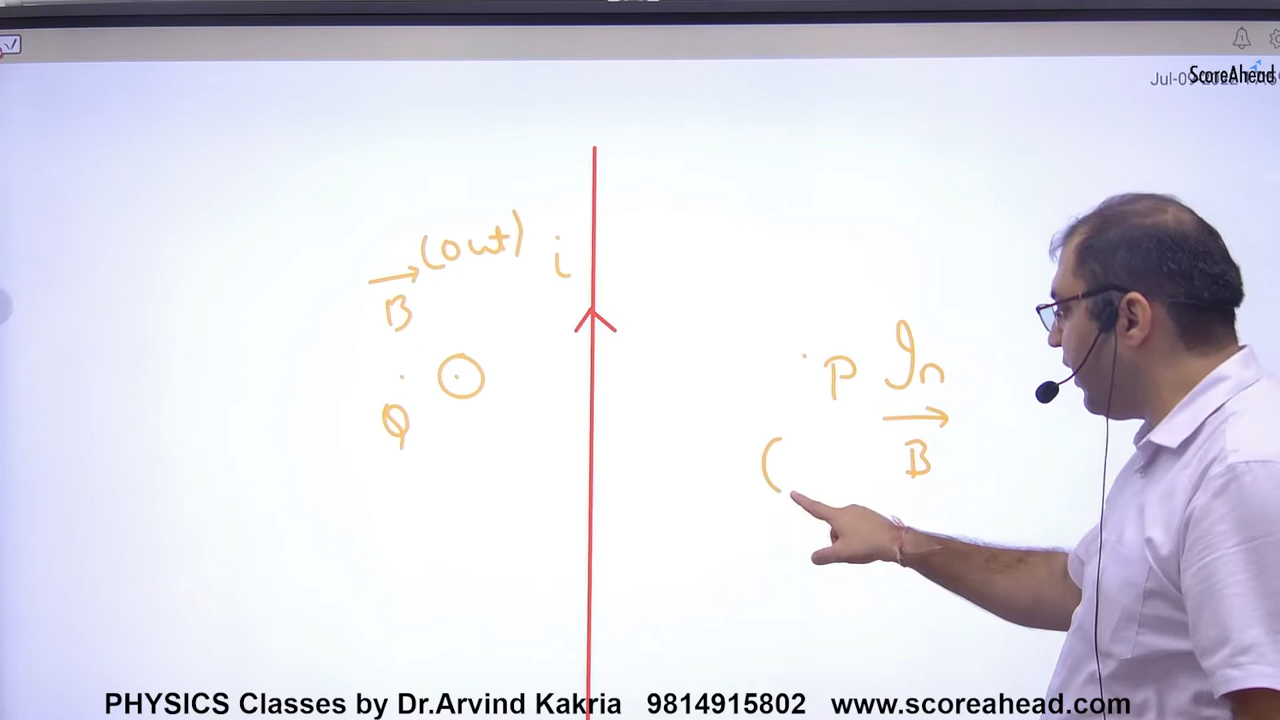 ScoreAhead
(out) i
B
p In
B
Q
(
PHYSICS Classes by Dr.Arvind Kakria 9814915802 www.scoreahead.com